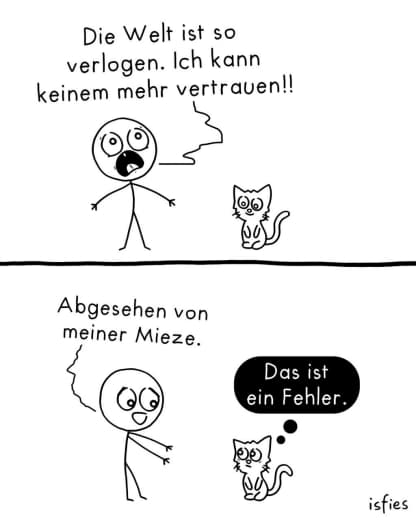 Die Welt ist so
verlogen. Ich kann
keinem mehr vertrauen!!
Abgesehen von
meiner Mieze.
Das ist
ein Fehler.
isfies